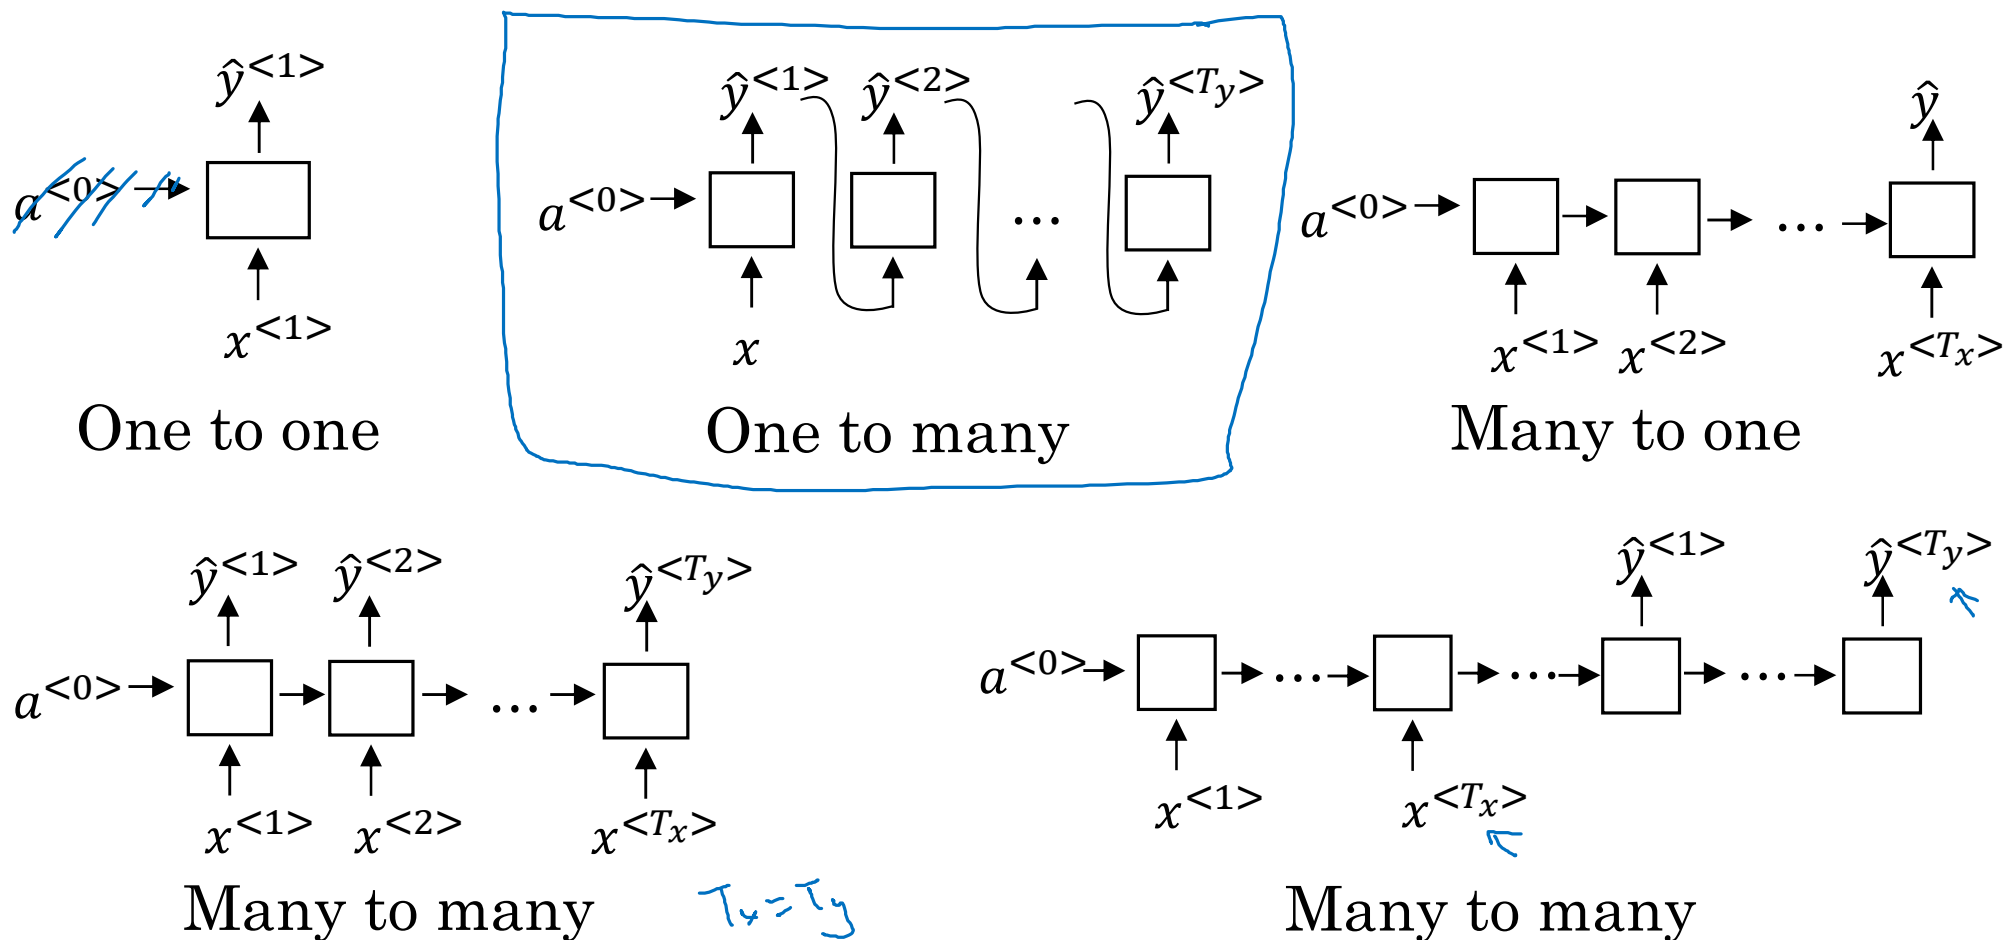 ŷ<1>
a<0>
x<1>
One to one
ŷ<1> ŷ<2> ŷ<Ty>
a<0> ...
x
One to many
ŷ
a<0> ...
x<1> x<2> x<Tx>
Many to one
ŷ<1> ŷ<2> ŷ<Ty>
a<0> ...
x<1> x<2> x<Tx>
Many to many Tx=Ty
ŷ<1> ŷ<Ty>
a<0> ... ... ...
x<1> x<Tx>
Many to many